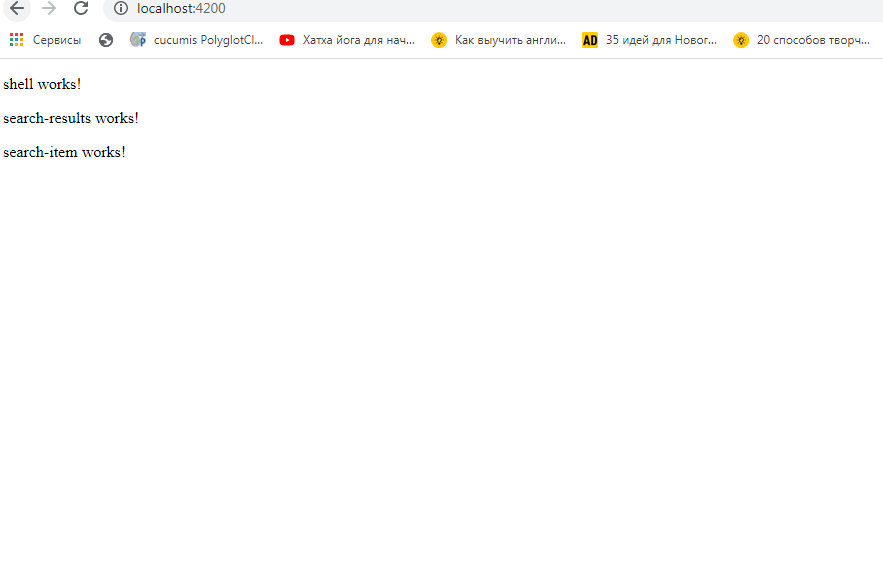 localhost:4200
Сервисы cucumis PolyglotCl... Хатха йога для нач... Как выучить англи... AD 35 идей для Новог... 20 способов творч...
shell works!
search-results works!
search-item works!